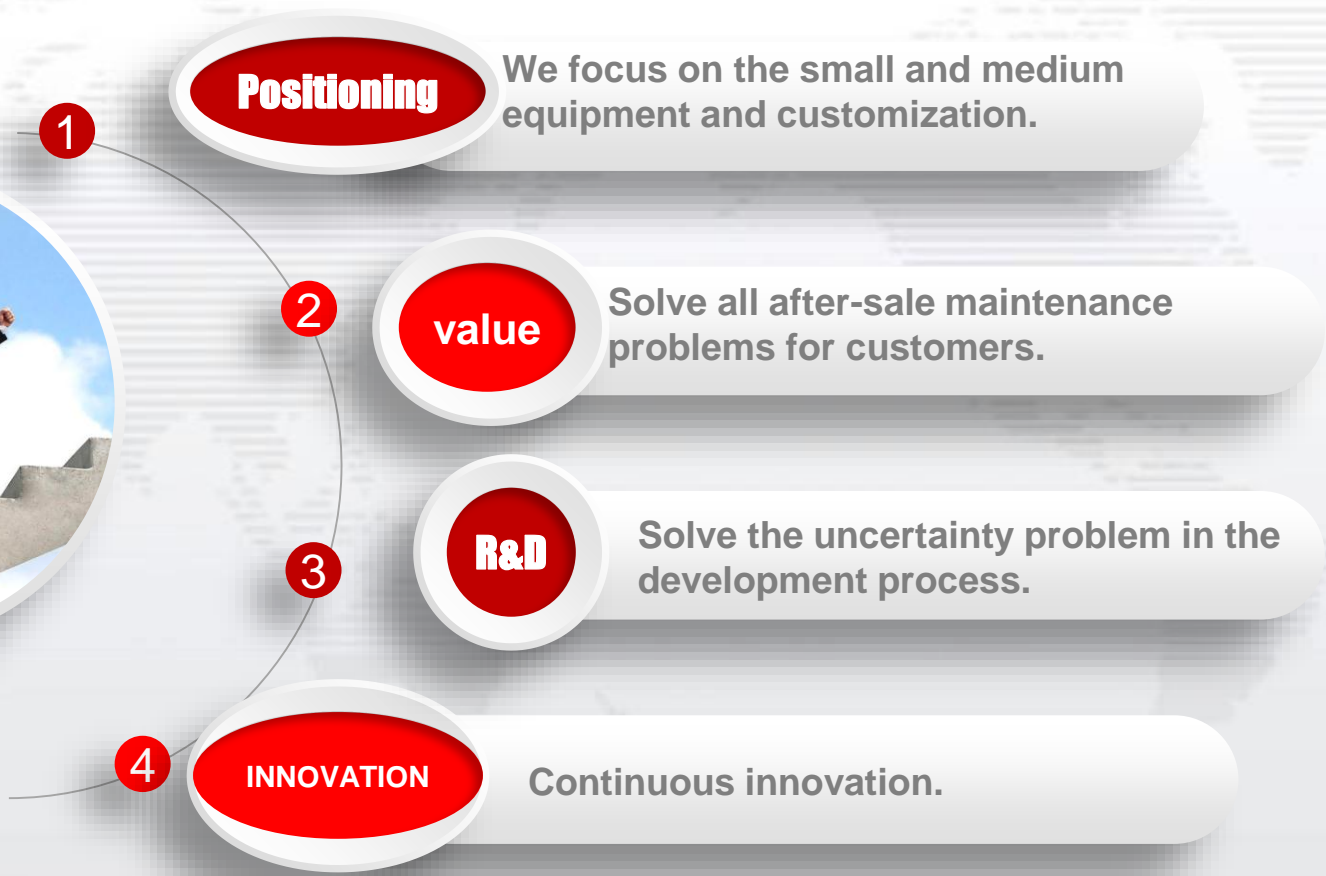 1
Positioning
We focus on the small and medium
equipment and customization.
2
value
Solve all after-sale maintenance
problems for customers.
3
R&D
Solve the uncertainty problem in the
development process.
4
INNOVATION
Continuous innovation.